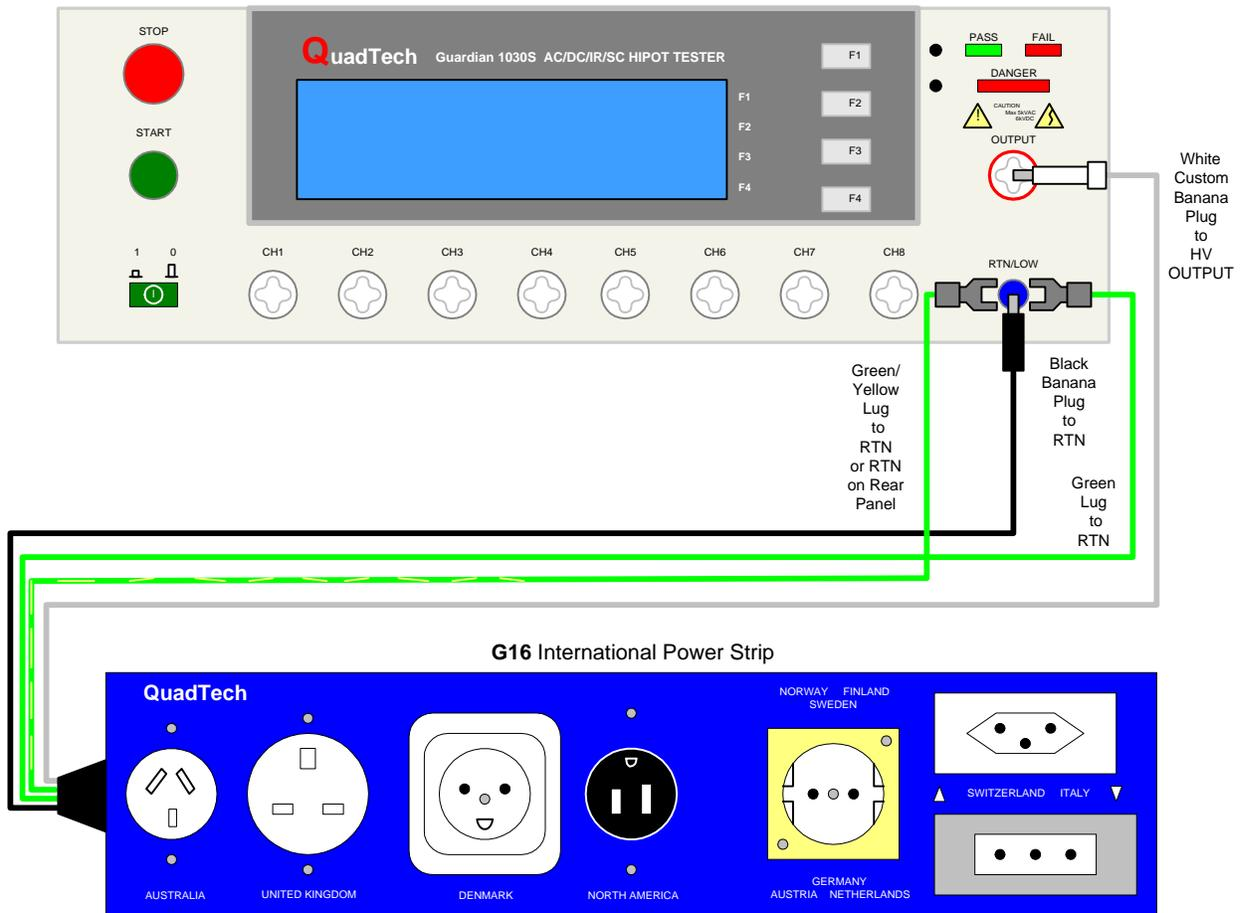 STOP
START
1 0
QuadTech Guardian 1030S AC/DC/IR/SC HIPOT TESTER
F1
F2
F3
F4
F1
F2
F3
F4
PASS FAIL
DANGER
CAUTION
Max 5kVAC
6kVDC
OUTPUT
CH1 CH2 CH3 CH4 CH5 CH6 CH7 CH8
RTN/LOW
White
Custom
Banana
Plug
to
HV
OUTPUT
Green/
Yellow
Lug
to
RTN
or RTN
on Rear
Panel
Black
Banana
Plug
to
RTN
Green
Lug
to
RTN
G16 International Power Strip
QuadTech
AUSTRALIA
UNITED KINGDOM
DENMARK
NORTH AMERICA
NORWAY FINLAND
SWEDEN
GERMANY
AUSTRIA NETHERLANDS
SWITZERLAND ITALY